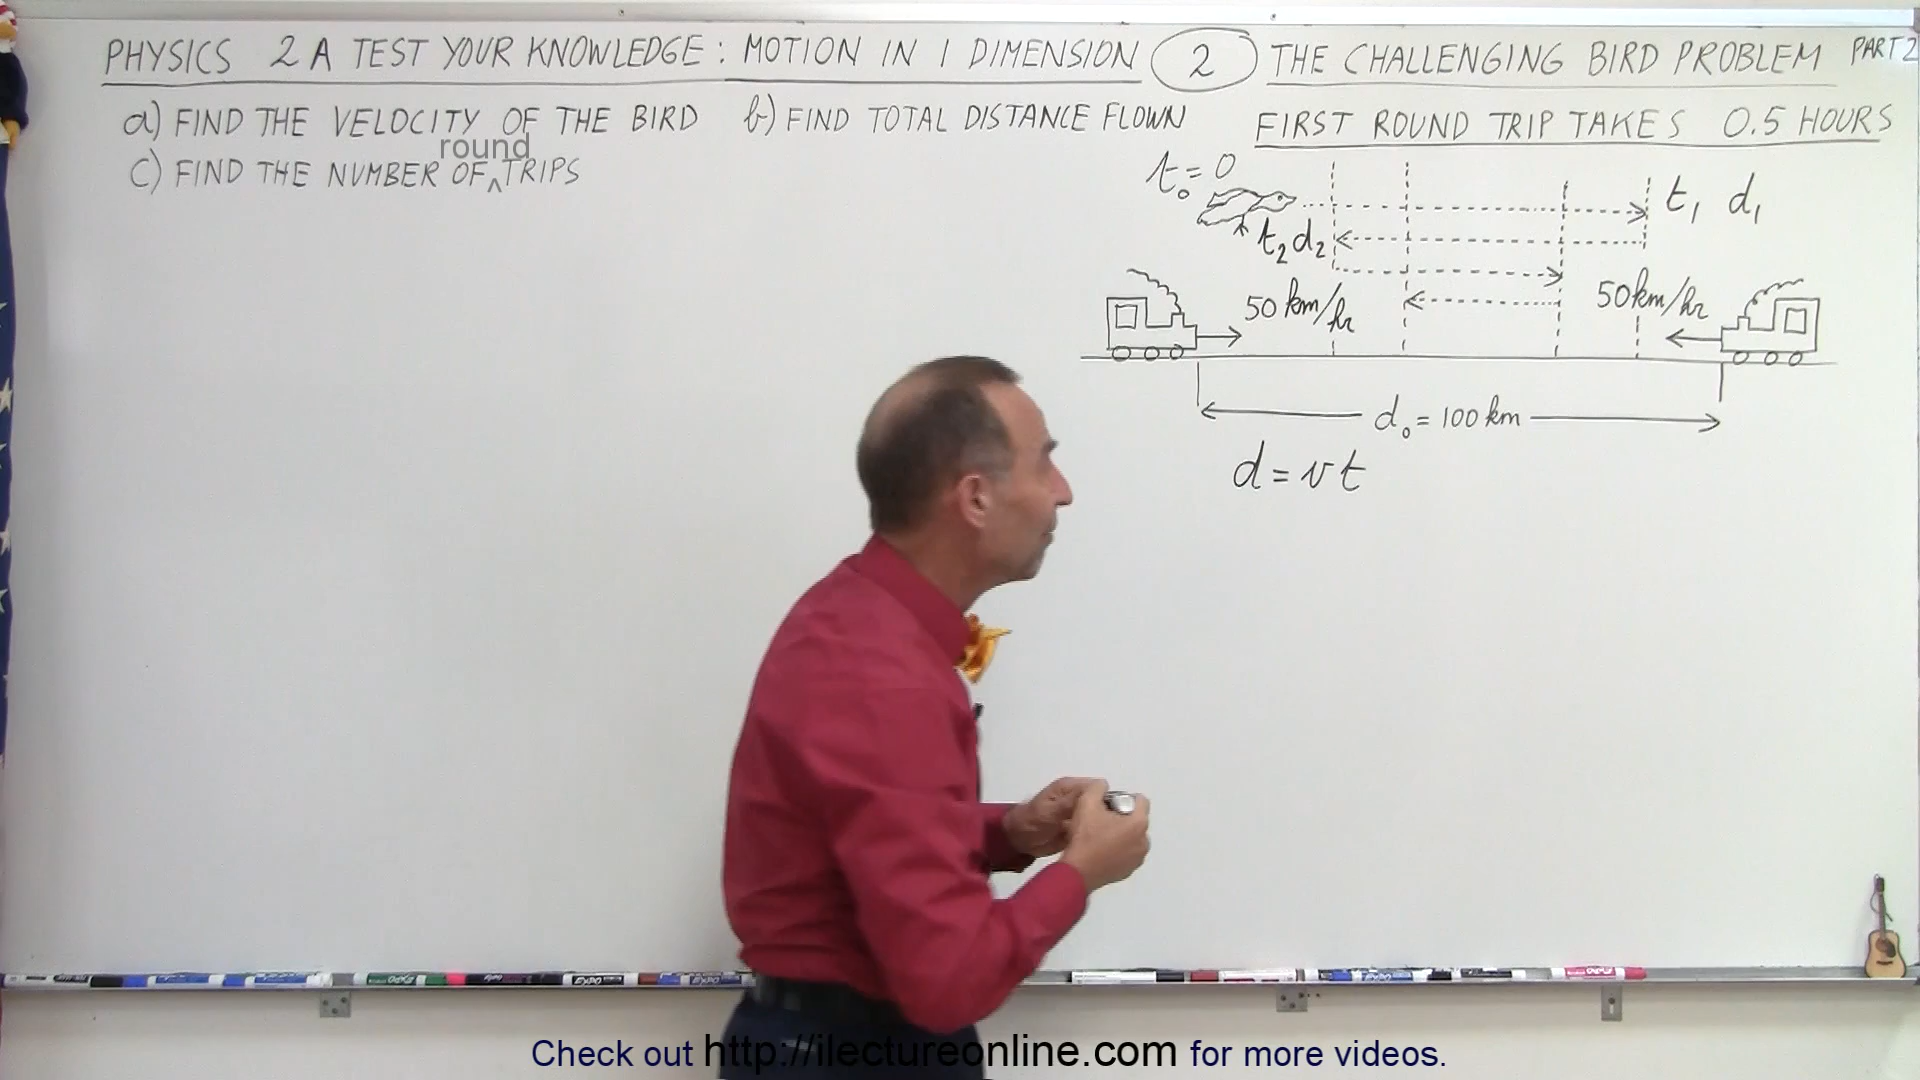 PHYSICS 2A TEST YOUR KNOWLEDGE: MOTION IN 1 DIMENSION 2 THE CHALLENGING BIRD PROBLEM PART 2
a) FIND THE VELOCITY OF THE BIRD b) FIND TOTAL DISTANCE FLOWN
round
c) FIND THE NUMBER OF^TRIPS
FIRST ROUND TRIP TAKES 0.5 HOURS
t₀=0
t₁ d₁
t₂ d₂
50 km/hr
50 km/hr
d₀ = 100 km
d = vt
Check out http://ilectureonline.com for more videos.